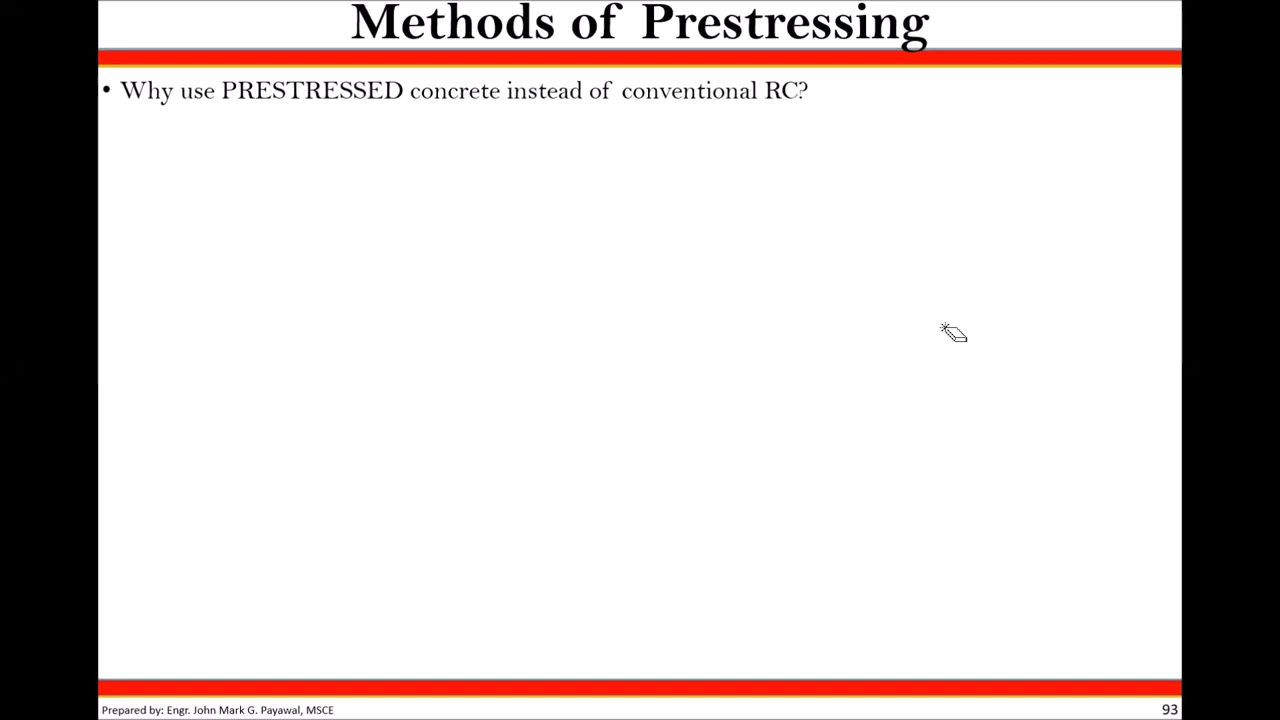 Methods of Prestressing
• Why use PRESTRESSED concrete instead of conventional RC?
Prepared by: Engr. John Mark G. Payawal, MSCE
93